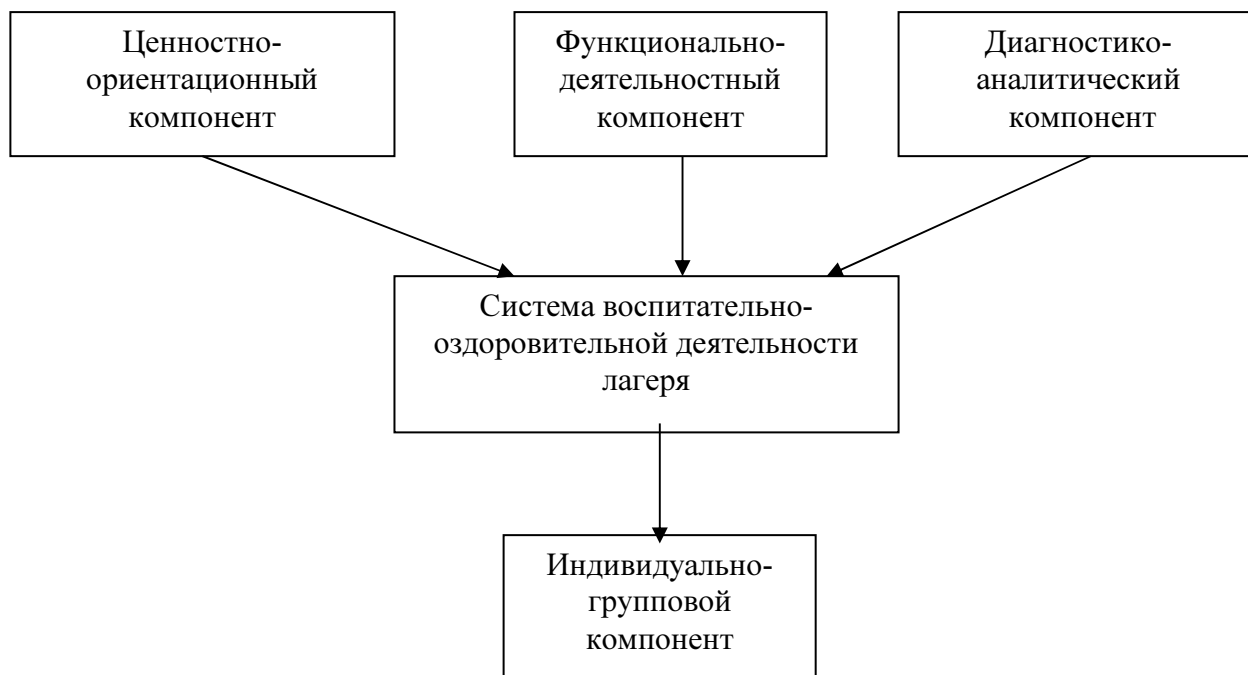 Ценностно-
ориентационный
компонент
Функционально-
деятельностный
компонент
Диагностико-
аналитический
компонент
Система воспитательно-
оздоровительной деятельности
лагеря
Индивидуально-
групповой
компонент